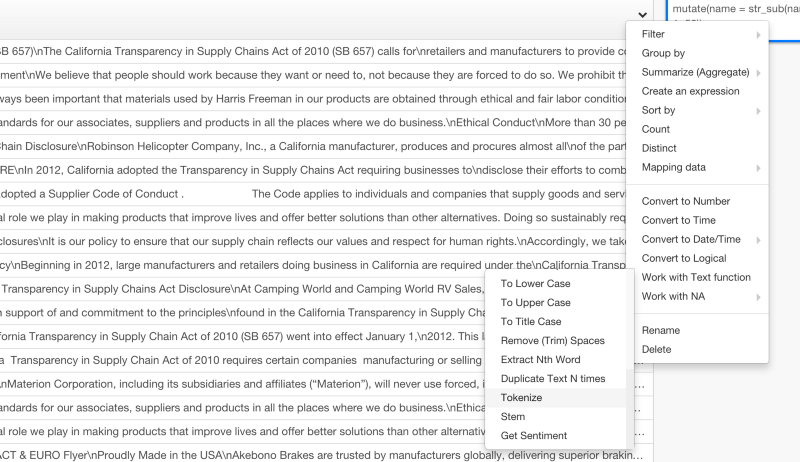 mutate(name = str_sub(na
SB 657)\nThe California Transparency in Supply Chains Act of 2010 (SB 657) calls for\nretailers and manufacturers to provide co
ment\nWe believe that people should work because they want or need to, not because they are forced to do so. We prohibit th
ways been important that materials used by Harris Freeman in our products are obtained through ethical and fair labor conditio
andards for our associates, suppliers and products in all the places where we do business.\nEthical Conduct\nMore than 30 pe
Chain Disclosure\nRobinson Helicopter Company, Inc., a California manufacturer, produces and procures almost all\nof the part
RE\nIn 2012, California adopted the Transparency in Supply Chains Act requiring businesses to\ndisclose their efforts to comb
adopted a Supplier Code of Conduct . The Code applies to individuals and companies that supply goods and serv
al role we play in making products that improve lives and offer better solutions than other alternatives. Doing so sustainably req
closures\nIt is our policy to ensure that our supply chain reflects our values and respect for human rights.\nAccordingly, we tak
cy\nBeginning in 2012, large manufacturers and retailers doing business in California are required under the\nCalifornia Transp
Transparency in Supply Chains Act Disclosure\nAt Camping World and Camping World RV Sales,
n support of and commitment to the principles\nfound in the California Transparency in Supply Ch
fornia Transparency in Supply Chain Act of 2010 (SB 657) went into effect January 1,\n2012. This l
a Transparency in Supply Chain Act of 2010 requires certain companies manufacturing or selling
\nMaterion Corporation, including its subsidiaries and affiliates (“Materion”), will never use forced, i
andards for our associates, suppliers and products in all the places where we do business.\nEthica
al role we play in making products that improve lives and offer better solutions than other alternativ
ACT & EURO Flyer\nProudly Made in the USA\nAkebono Brakes are trusted by manufacturers globally, delivering superior brakin...
Filter
Group by
Summarize (Aggregate)
Create an expression
Sort by
Count
Distinct
Mapping data
Convert to Number
Convert to Time
Convert to Date/Time
Convert to Logical
Work with Text function
Work with NA
Rename
Delete
To Lower Case
To Upper Case
To Title Case
Remove (Trim) Spaces
Extract Nth Word
Duplicate Text N times
Tokenize
Stem
Get Sentiment